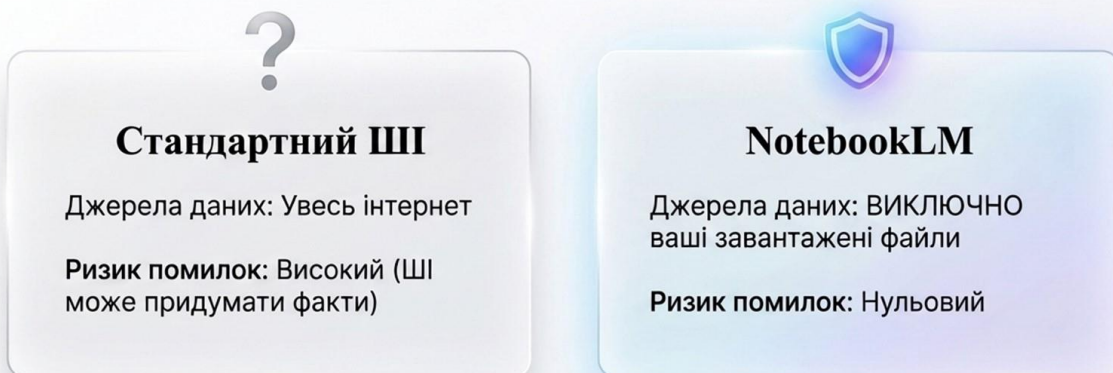 Стандартний ШІ
Джерела даних: Увесь інтернет
Ризик помилок: Високий (ШІ
може придумати факти)
NotebookLM
Джерела даних: ВИКЛЮЧНО
ваші завантажені файли
Ризик помилок: Нульовий